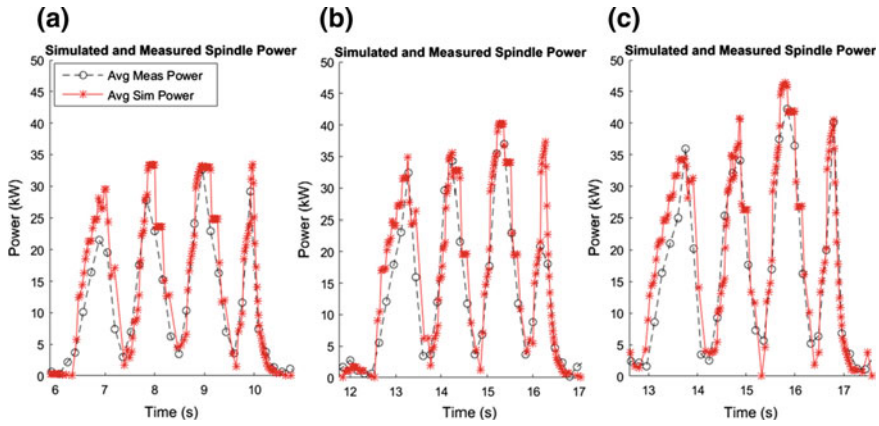 (a)
Simulated and Measured Spindle Power
50
45
40
35
30
25
20
15
10
5
0
Power (kW)
Avg Meas Power
Avg Sim Power
6 7 8 9 10
Time (s)
(b)
Simulated and Measured Spindle Power
50
45
40
35
30
25
20
15
10
5
0
Power (kW)
12 13 14 15 16 17
Time (s)
(c)
Simulated and Measured Spindle Power
50
45
40
35
30
25
20
15
10
5
0
Power (kW)
13 14 15 16 17
Time (s)